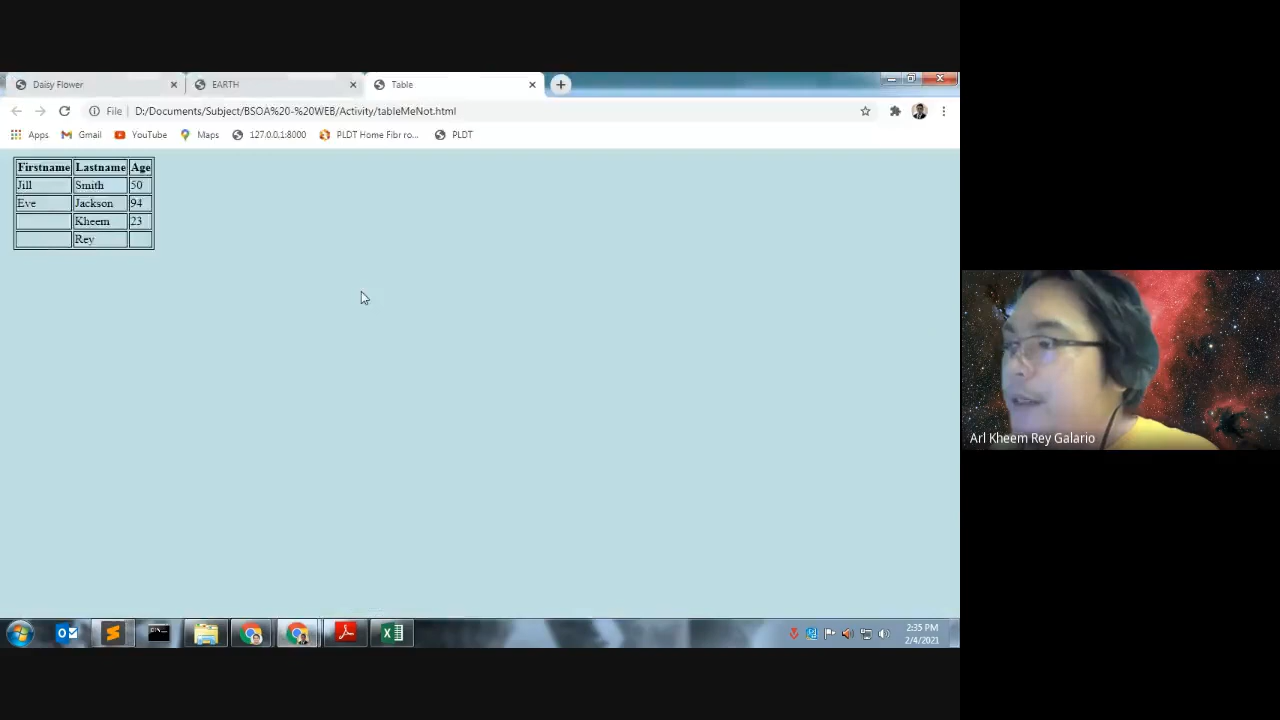 Daisy Flower
EARTH
Table
File
D:/Documents/Subject/BSOA%20-%20WEB/Activity/tableMeNot.html
Apps
Gmail
YouTube
Maps
127.0.0.1:8000
PLDT Home Fibr ro...
PLDT
Firstname Lastname Age
Jill Smith 50
Eve Jackson 94
Kheem 23
Rey
Arl Kheem Rey Galario
2:35 PM
2/4/2021